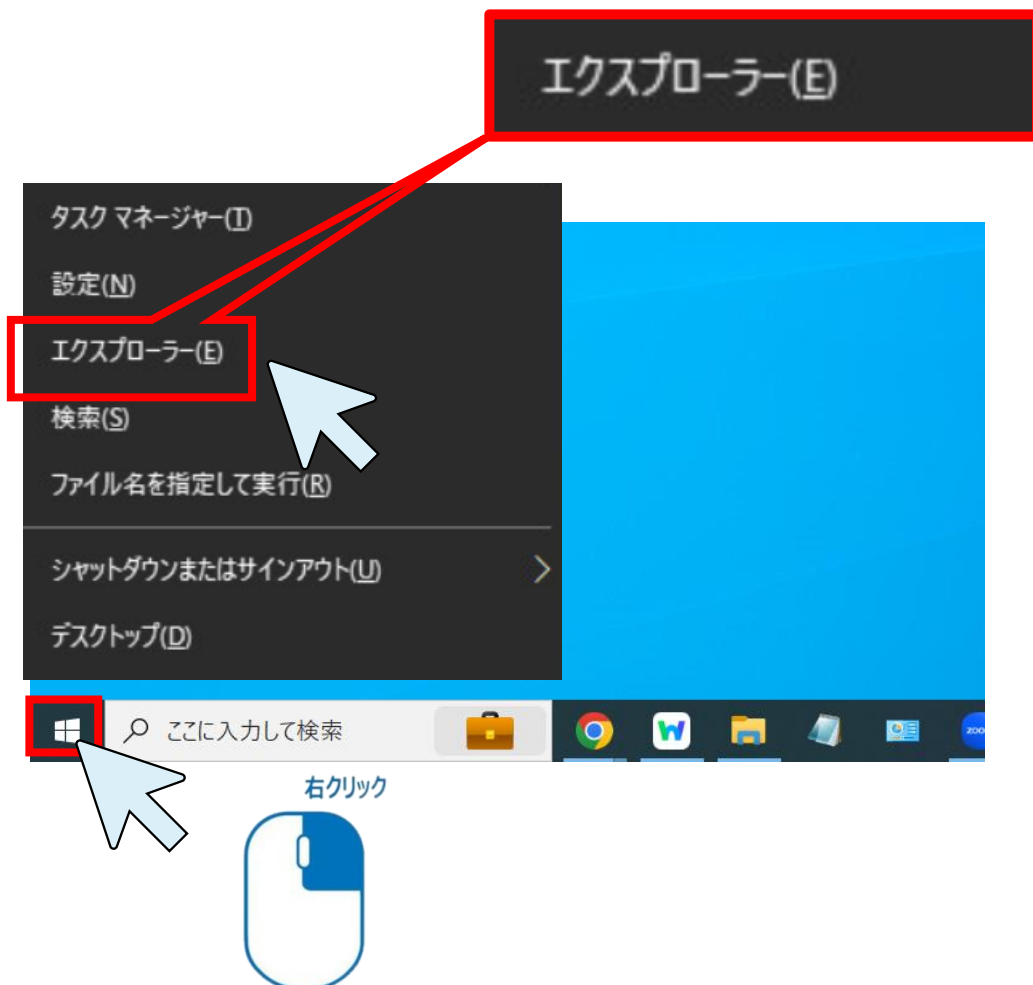 エクスプローラー(E)
タスク マネージャー(T)
設定(N)
エクスプローラー(E)
検索(S)
ファイル名を指定して実行(R)
シャットダウンまたはサインアウト(U)
デスクトップ(D)
ここに入力して検索
zoo
右クリック